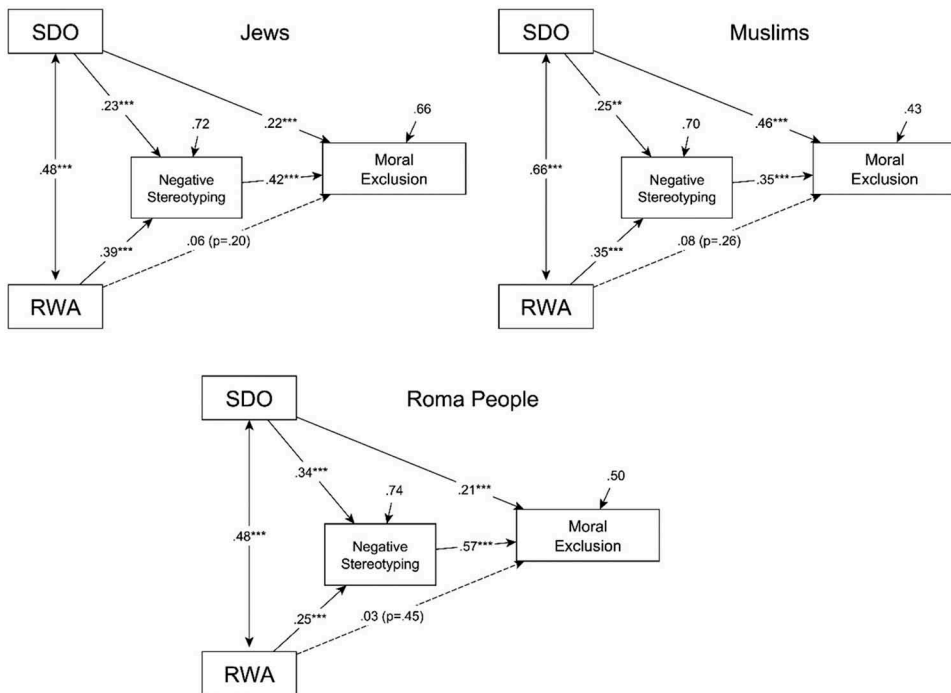 Jews
SDO
.23***
.22***
.66
.72
.48***
Negative
Stereotyping
.42***
Moral
Exclusion
.39***
.06 (p=.20)
RWA
Muslims
SDO
.25**
.46***
.43
.70
.66***
Negative
Stereotyping
.35***
Moral
Exclusion
.35***
.08 (p=.26)
RWA
Roma People
SDO
.34***
.21***
.50
.74
.48***
Negative
Stereotyping
.57***
Moral
Exclusion
.25***
.03 (p=.45)
RWA